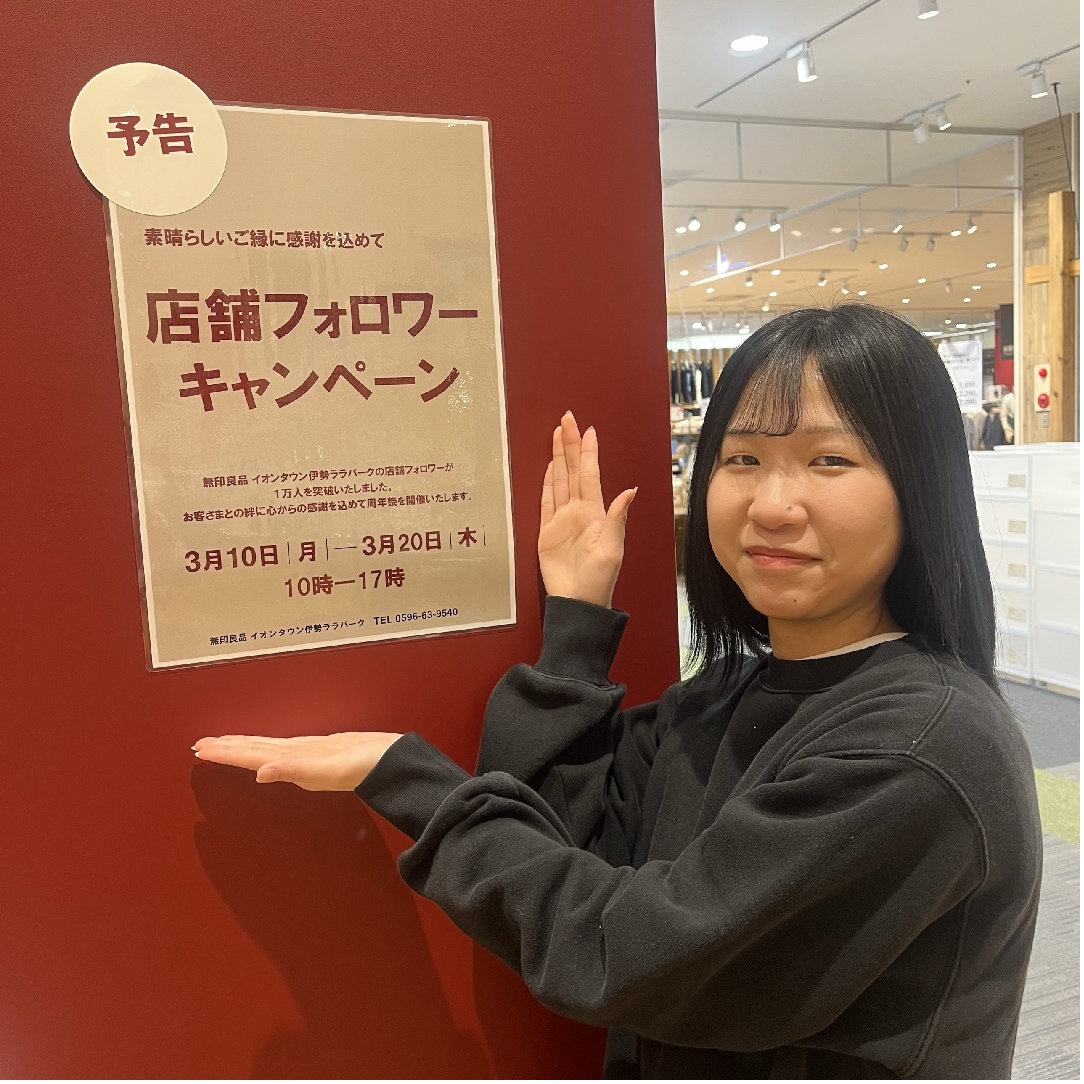 予告
素晴らしいご縁に感謝を込めて
店舗フォロワー
キャンペーン
無印良品 イオンタウン伊勢ララパークの店舗フォロワーが
1万人を突破いたしました。
お客さまとの絆に心からの感謝を込めて周年祭を開催いたします。
3月10日|月|—3月20日|木|
10時—17時
無印良品 イオンタウン伊勢ララパーク TEL 0596-63-9540